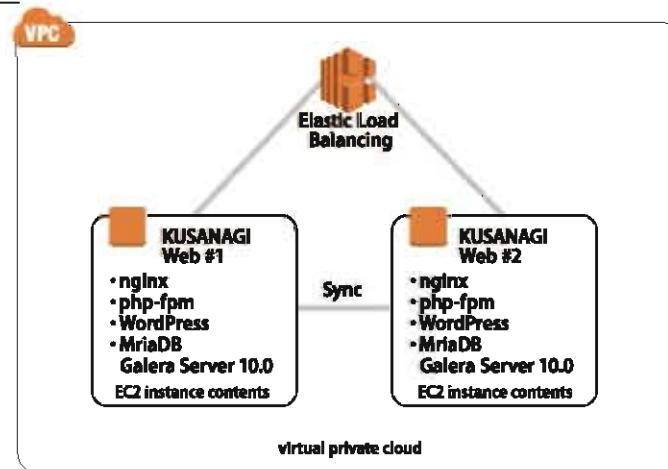 VPC
Elastic Load
Balancing
KUSANAGI
Web #1
・nginx
・php-fpm
・WordPress
・MriaDB
Galera Server 10.0
EC2 instance contents
Sync
KUSANAGI
Web #2
・nginx
・php-fpm
・WordPress
・MriaDB
Galera Server 10.0
EC2 instance contents
virtual private cloud